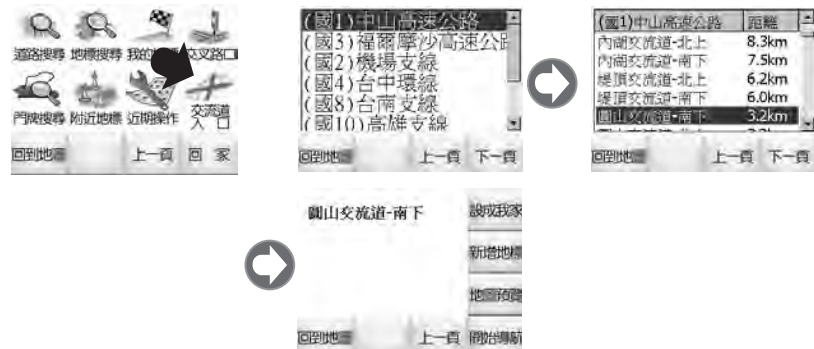 道路搜尋 地標搜尋 我的 交叉路口
門牌搜尋 附近地標 近期操作 交流道入口
回到地圖 上一頁 回家
(國1)中山高速公路
(國3)福爾摩沙高速公
(國2)機場支線
(國4)台中環線
(國8)台南支線
(國10)高雄支線
回到地圖 上一頁 下一頁
(國1)中山高速公路 距離
內湖交流道-北上 8.3km
內湖交流道-南下 7.5km
堤頂交流道-北上 6.2km
堤頂交流道-南下 6.0km
圓山交流道-南下 3.2km
回到地圖 上一頁 下一頁
圓山交流道-南下
設成我家
新增地標
地圖預覽
回到地圖 上一頁 開始導航